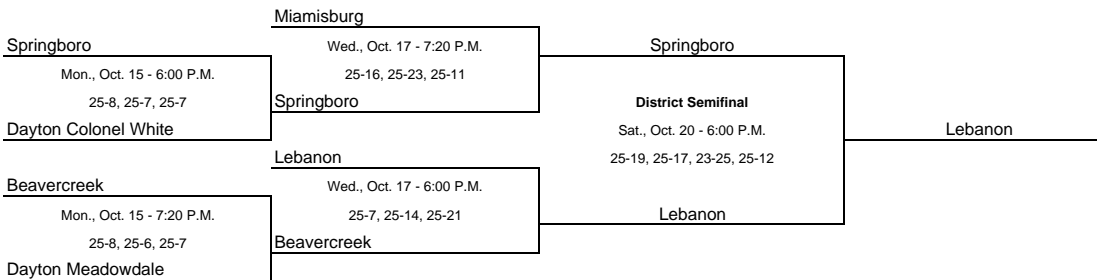 Miamisburg
Springboro
Wed., Oct. 17 - 7:20 P.M.
Springboro
Mon., Oct. 15 - 6:00 P.M.
25-16, 25-23, 25-11
25-8, 25-7, 25-7
Springboro
District Semifinal
Dayton Colonel White
Sat., Oct. 20 - 6:00 P.M.
Lebanon
Lebanon
25-19, 25-17, 23-25, 25-12
Beavercreek
Wed., Oct. 17 - 6:00 P.M.
Mon., Oct. 15 - 7:20 P.M.
25-7, 25-14, 25-21
Lebanon
25-8, 25-6, 25-7
Beavercreek
Dayton Meadowdale